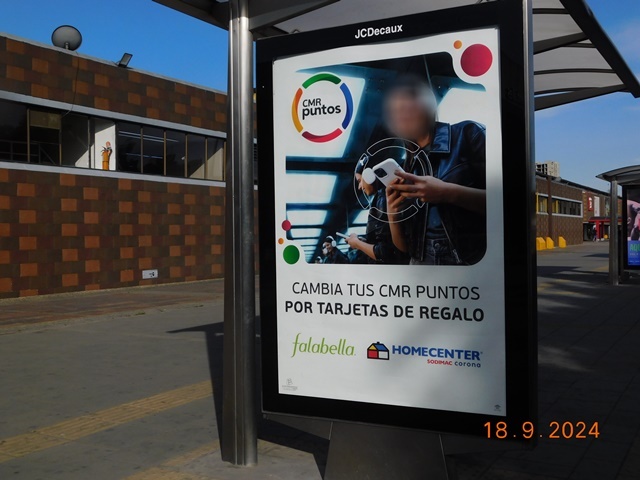 JCDecaux
CMR
puntos
CAMBIA TUS CMR PUNTOS
POR TARJETAS DE REGALO
falabella.
HOMECENTER
SODIMAC corona
18.9.2024